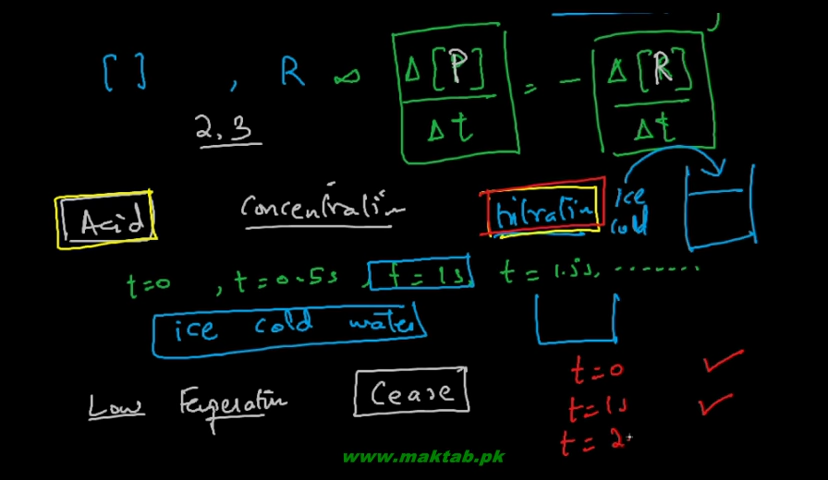 [ ] , R ∝ Δ[P]/Δt = - Δ[R]/Δt
2.3
Acid Concentration titration ice cold
t=0 , t=0.5s , t=1s t=1.5s, ........
ice cold water
t=0 ✓
Low Temperature Cease
t=1s ✓
t=2
www.maktab.pk